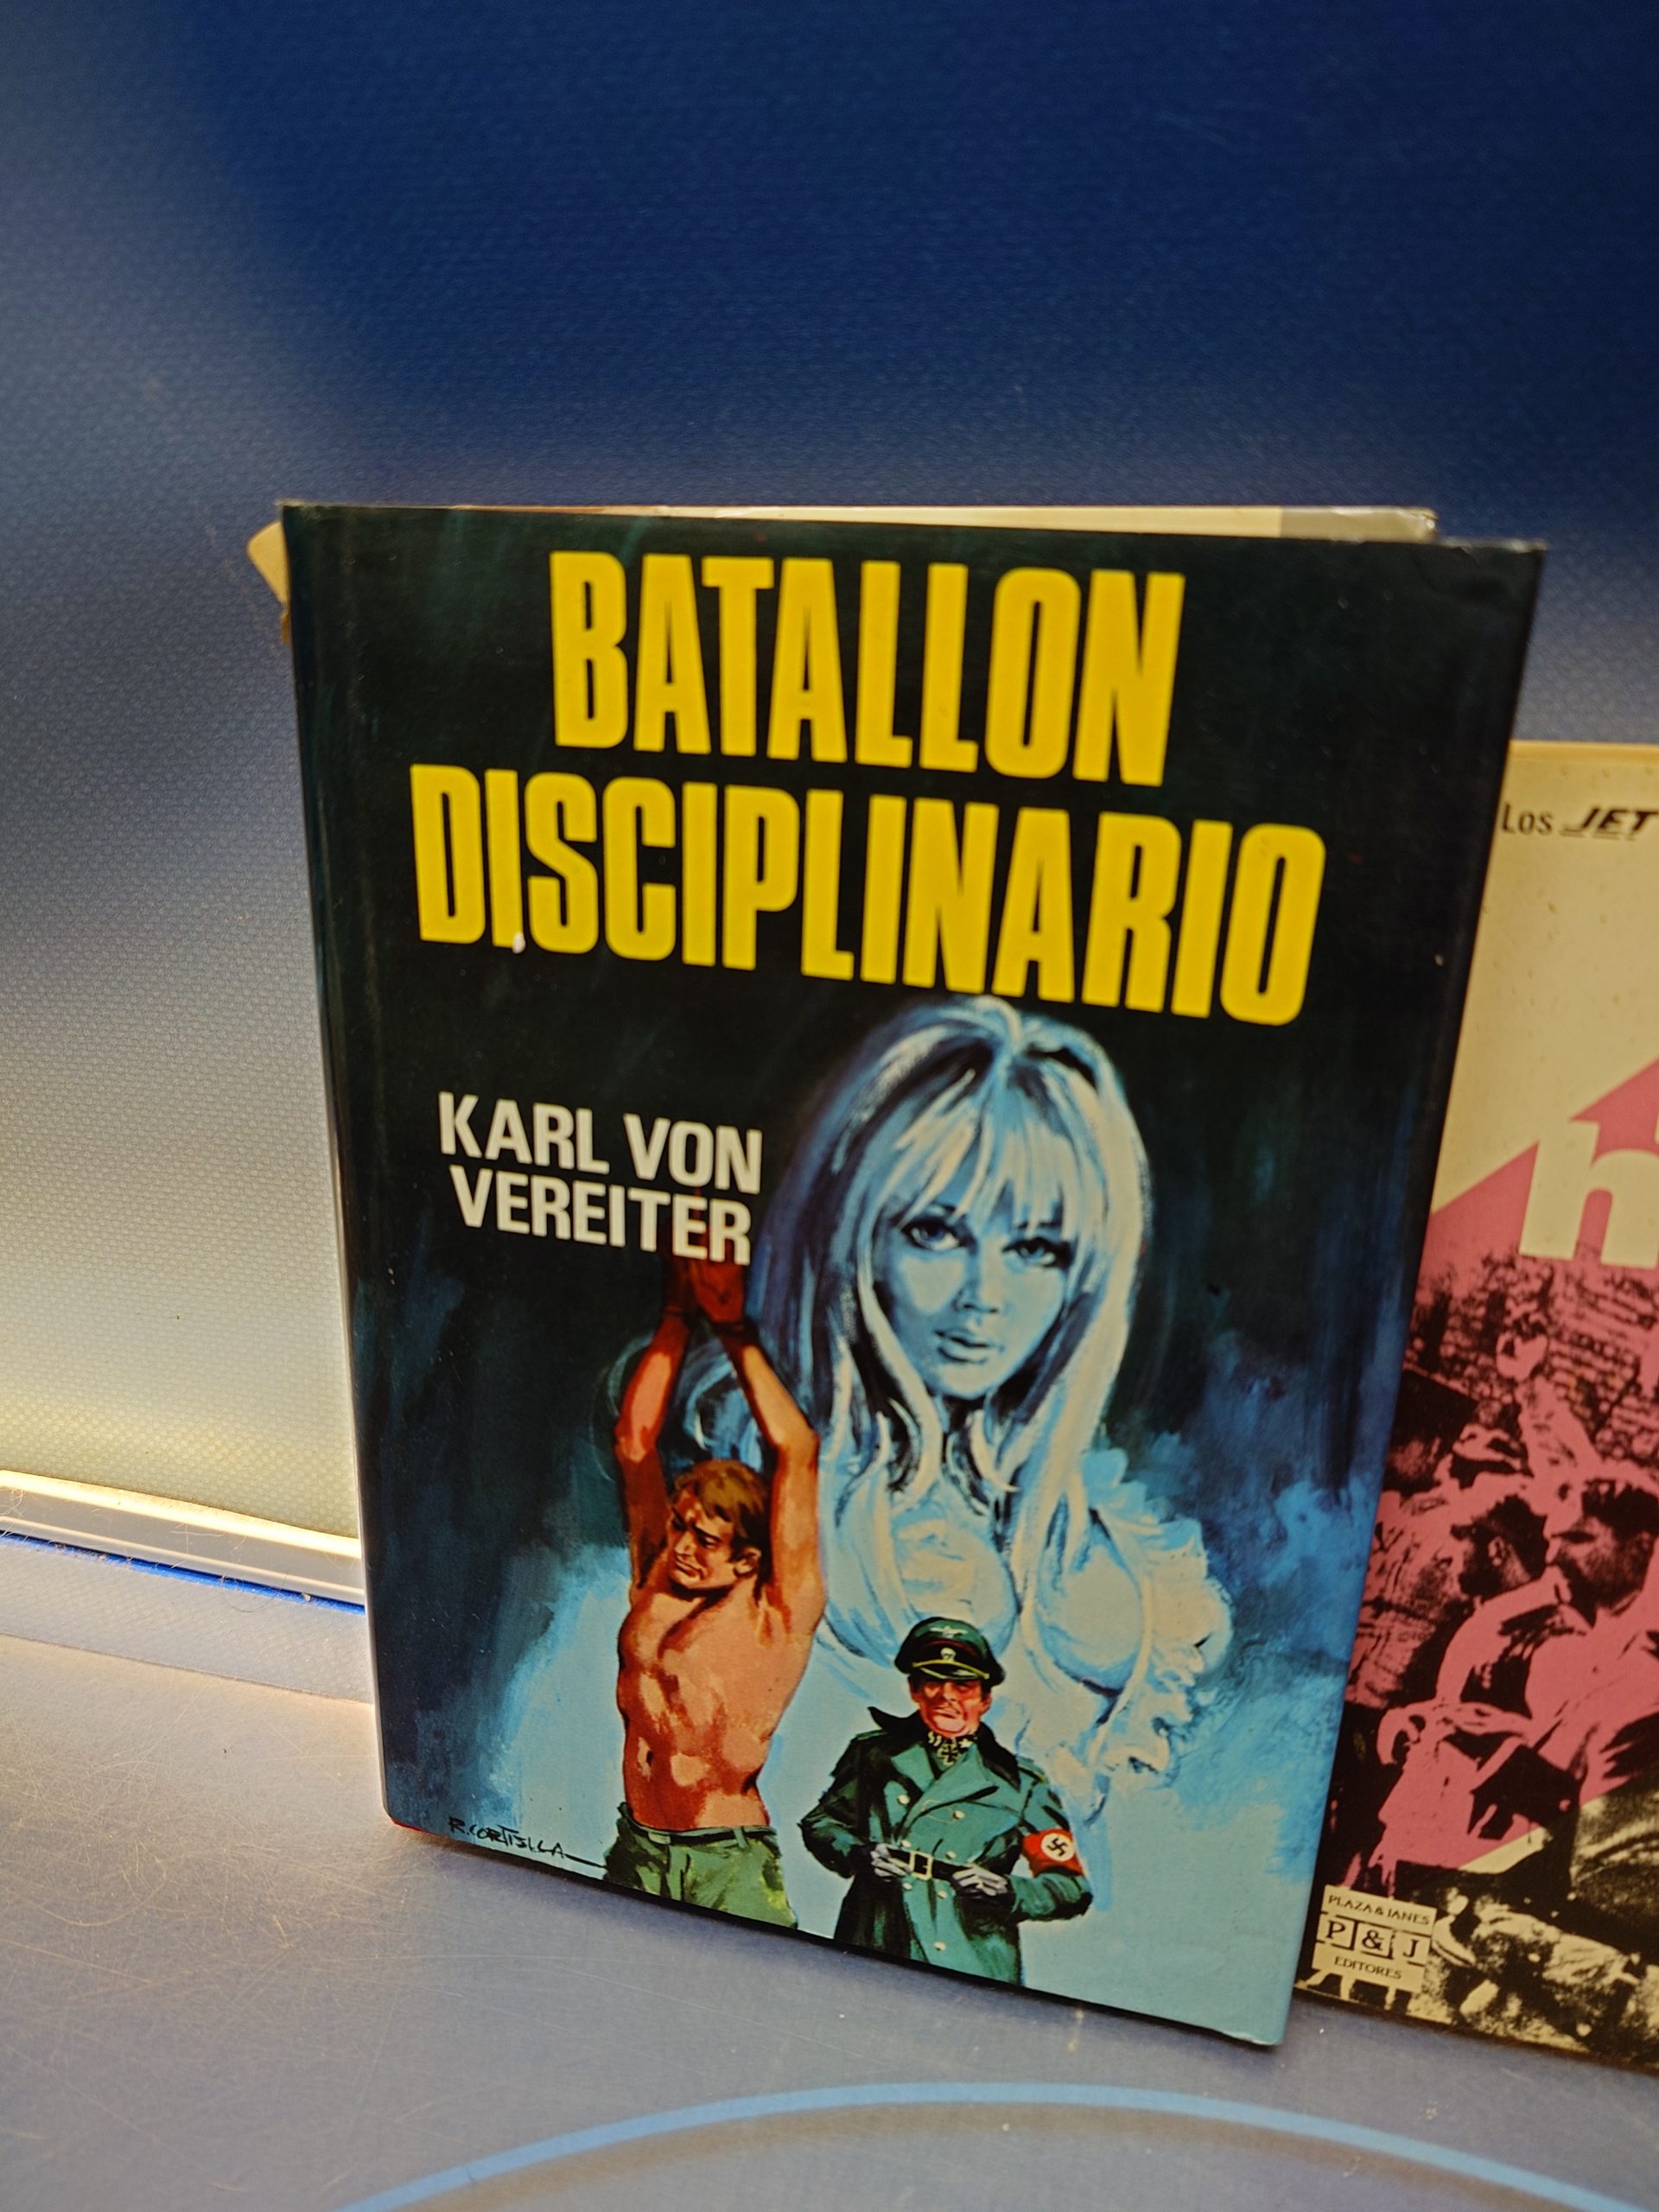 BATALLON
DISCIPLINARIO
KARL VON
VEREITER
R. CORTIELLA
Los JET
PLAZA & JANES
P & J
EDITORES